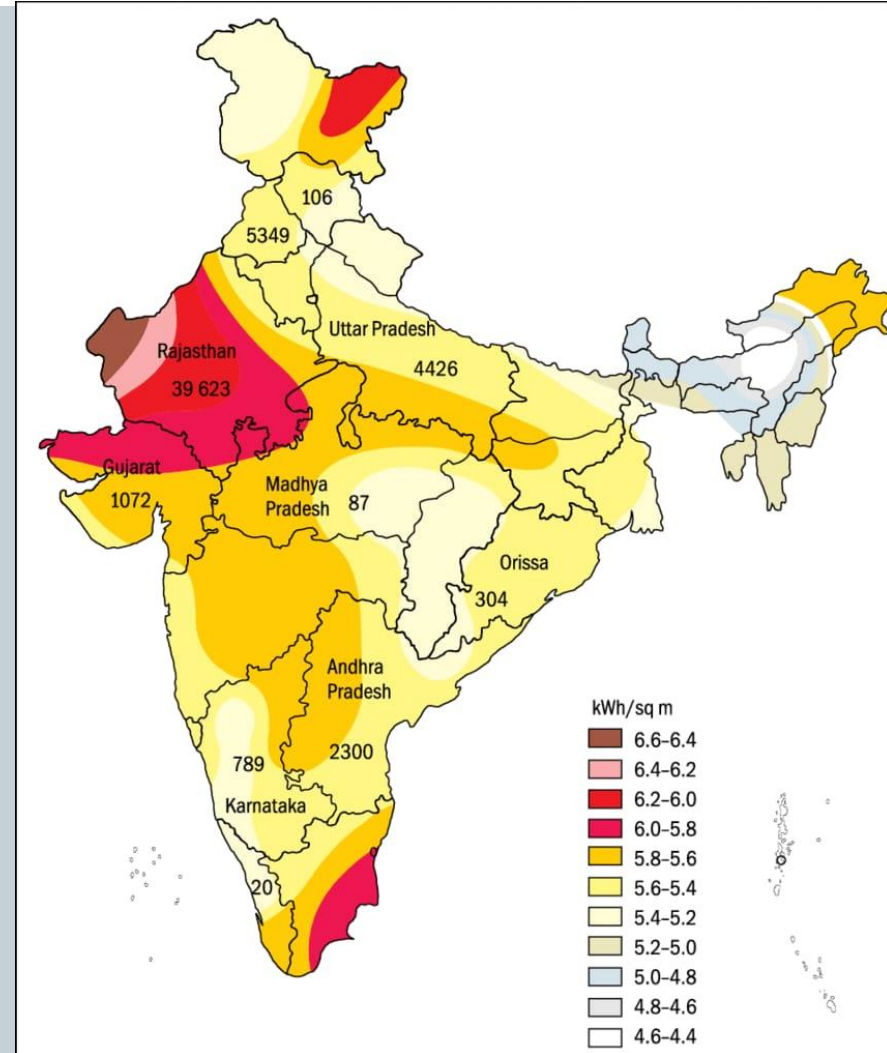 106
5349
Uttar Pradesh
4426
Rajasthan
39 623
Gujarat
1072
Madhya
Pradesh
87
Orissa
304
Andhra
Pradesh
2300
789
Karnataka
20
kWh/sq m
6.6–6.4
6.4–6.2
6.2–6.0
6.0–5.8
5.8–5.6
5.6–5.4
5.4–5.2
5.2–5.0
5.0–4.8
4.8–4.6
4.6–4.4